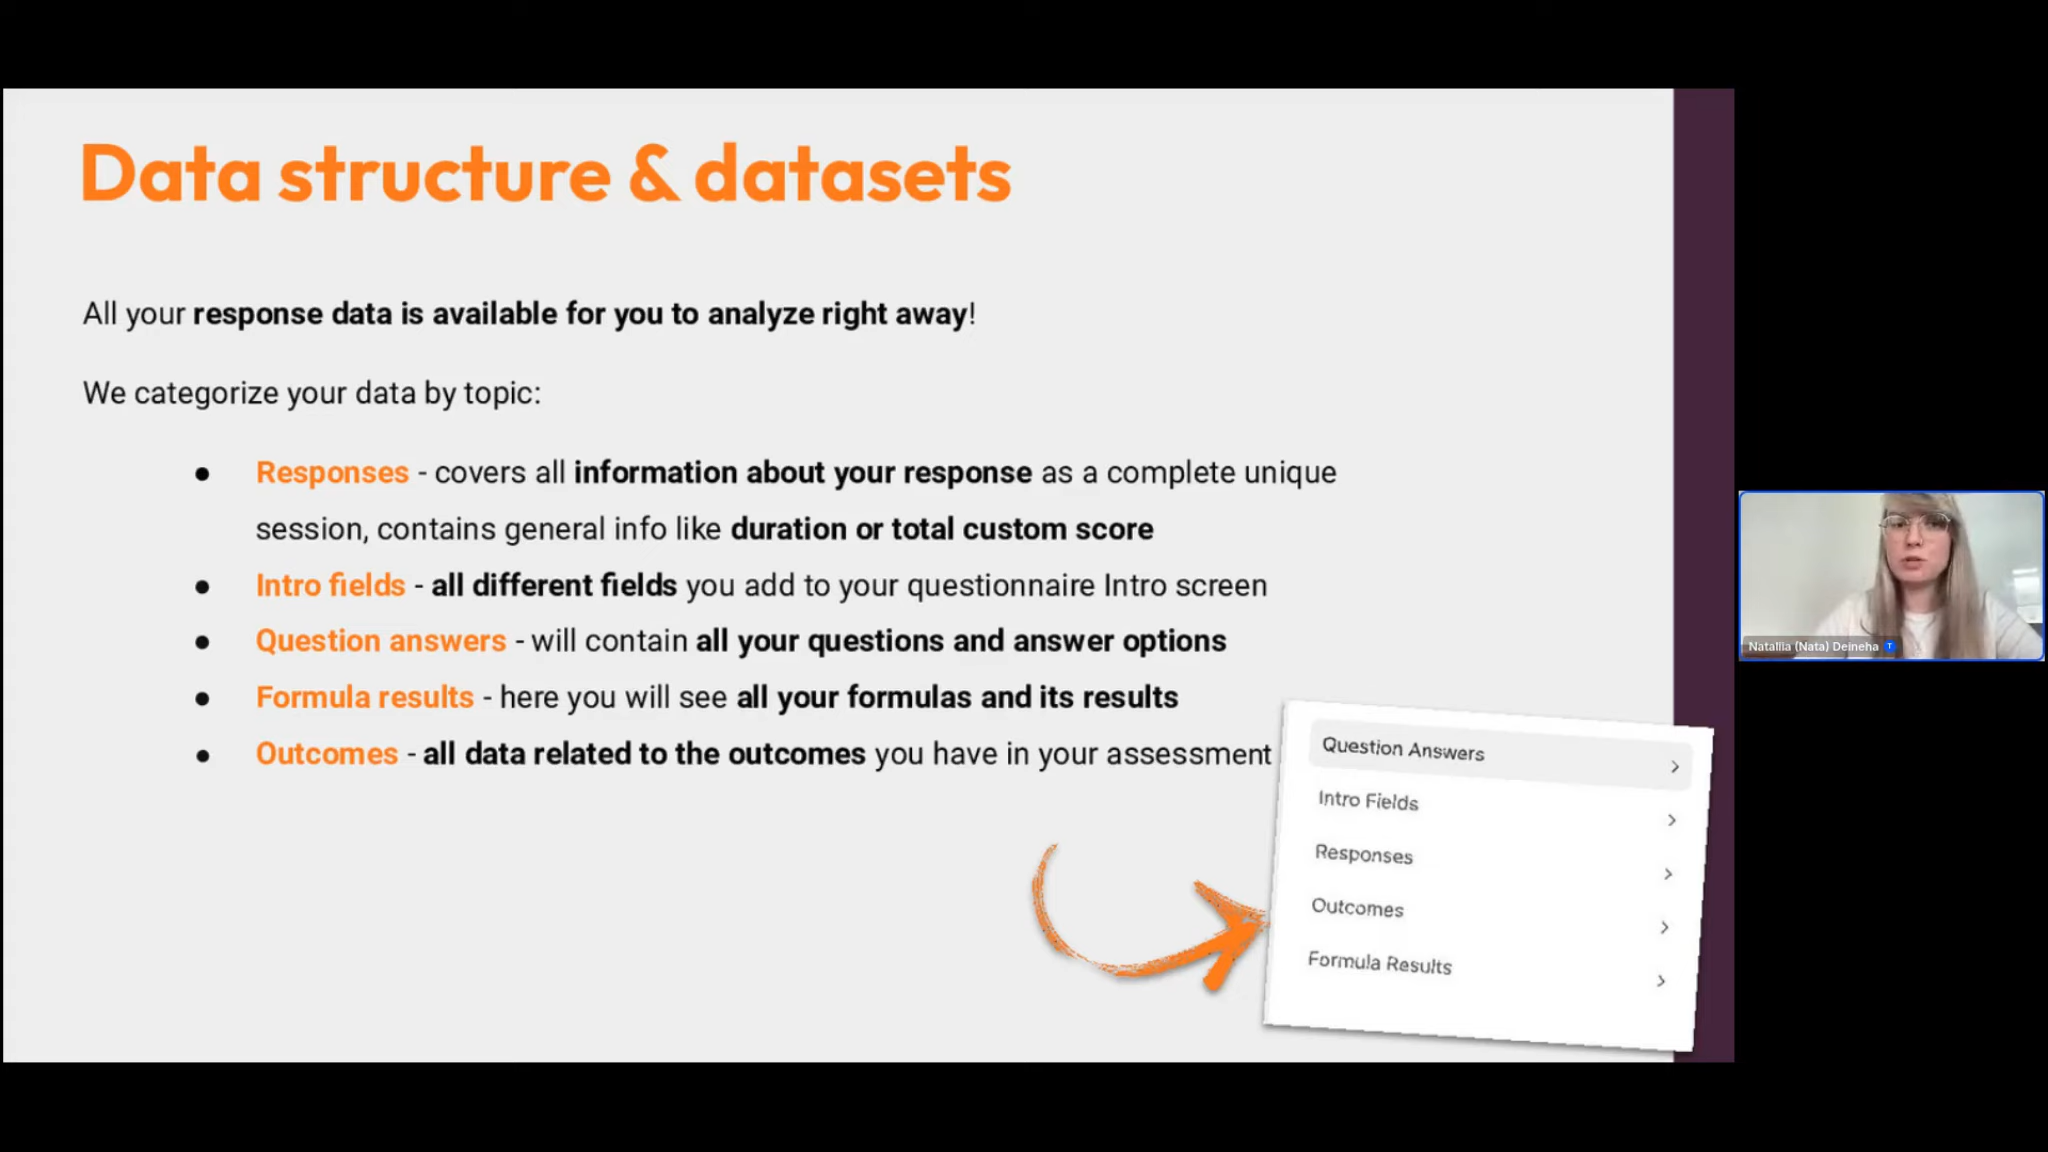 Data structure & datasets
All your response data is available for you to analyze right away!
We categorize your data by topic:
● Responses - covers all information about your response as a complete unique
session, contains general info like duration or total custom score
● Intro fields - all different fields you add to your questionnaire Intro screen
● Question answers - will contain all your questions and answer options
● Formula results - here you will see all your formulas and its results
● Outcomes - all data related to the outcomes you have in your assessment
Question Answers
Intro Fields
Responses
Outcomes
Formula Results
Nataliia (Nata) Deineha